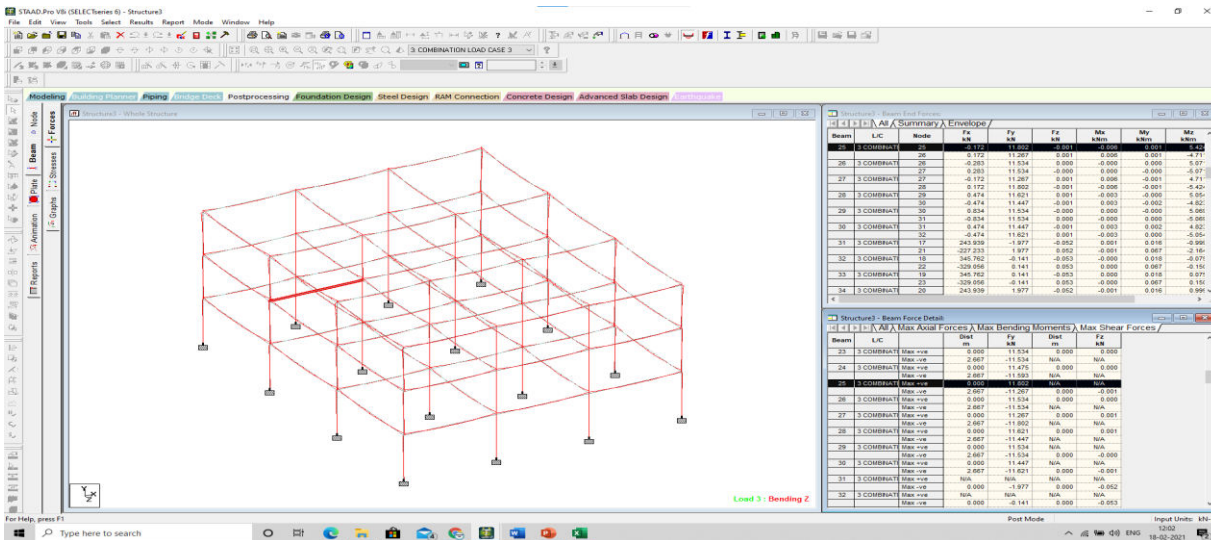 STAAD.Pro V8i (SELECTseries 6) - Structure3
File Edit View Tools Select Results Report Mode Window Help
3: COMBINATION LOAD CASE 3
Modeling Building Planner Piping Bridge Deck Postprocessing Foundation Design Steel Design RAM Connection Concrete Design Advanced Slab Design Earthquake
Node
Beam
Plate
Animation
Reports
Forces
Stresses
Graphs
Structure3 - Whole Structure
Y
X
Z
Load 3 : Bending Z
Structure3 - Beam End Forces:
All Summary Envelope
Beam L/C Node Fx kN Fy kN Fz kN Mx kNm My kNm Mz kNm
25 3 COMBINATI 25 -0.172 11.802 -0.001 -0.006 0.001
26 0.172 11.267 0.001 0.006 0.001
26 3 COMBINATI 26 -0.283 11.534 -0.000 -0.000 0.000
27 0.283 11.534 0.000 0.000 0.000
27 3 COMBINATI 27 -0.172 11.267 0.001 0.006 -0.001
28 0.172 11.802 -0.001 -0.006 -0.001
28 3 COMBINATI 29 0.474 11.621 0.001 -0.003 -0.000
30 -0.474 11.447 -0.001 0.003 -0.002
29 3 COMBINATI 30 0.834 11.534 -0.000 -0.000 0.000
31 -0.834 11.534 0.000 0.000 0.000
30 3 COMBINATI 31 0.474 11.447 -0.001 0.003 0.002
32 -0.474 11.621 0.001 -0.003 0.000
31 3 COMBINATI 17 243.939 -1.977 -0.052 0.001 0.016
21 -227.233 1.977 0.052 -0.001 0.067
32 3 COMBINATI 18 345.762 -0.141 -0.053 0.000 0.018
22 -329.056 0.141 0.053 -0.000 0.067
33 3 COMBINATI 19 345.762 0.141 -0.053 0.000 0.018
23 -329.056 -0.141 0.053 0.000 0.067
34 3 COMBINATI 20 243.939 1.977 -0.052 -0.001 0.016
Structure3 - Beam Force Detail:
All Max Axial Forces Max Bending Moments Max Shear Forces
Beam L/C Dist m Fy kN Dist m Fz kN
23 3 COMBINATI Max +ve 0.000 11.534 0.000 0.000
Max -ve 2.667 -11.534 N/A N/A
24 3 COMBINATI Max +ve 0.000 11.475 0.000 0.000
Max -ve 2.667 -11.593 N/A N/A
25 3 COMBINATI Max +ve 0.000 11.802 N/A N/A
Max -ve 2.667 -11.267 0.000 -0.001
26 3 COMBINATI Max +ve 0.000 11.534 0.000 0.000
Max -ve 2.667 -11.534 N/A N/A
27 3 COMBINATI Max +ve 0.000 11.267 0.000 0.001
Max -ve 2.667 -11.802 N/A N/A
28 3 COMBINATI Max +ve 0.000 11.621 0.000 0.001
Max -ve 2.667 -11.447 N/A N/A
29 3 COMBINATI Max +ve 0.000 11.534 N/A N/A
Max -ve 2.667 -11.534 0.000 -0.000
30 3 COMBINATI Max +ve 0.000 11.447 N/A N/A
Max -ve 2.667 -11.621 0.000 -0.001
31 3 COMBINATI Max +ve N/A N/A N/A N/A
Max -ve 0.000 -1.977 0.000 -0.052
32 3 COMBINATI Max +ve N/A N/A N/A N/A
Max -ve 0.000 -0.141 0.000 -0.053
For Help, press F1
Post Mode
Input Units: kN-
Type here to search
ENG
12:02
18-02-2021